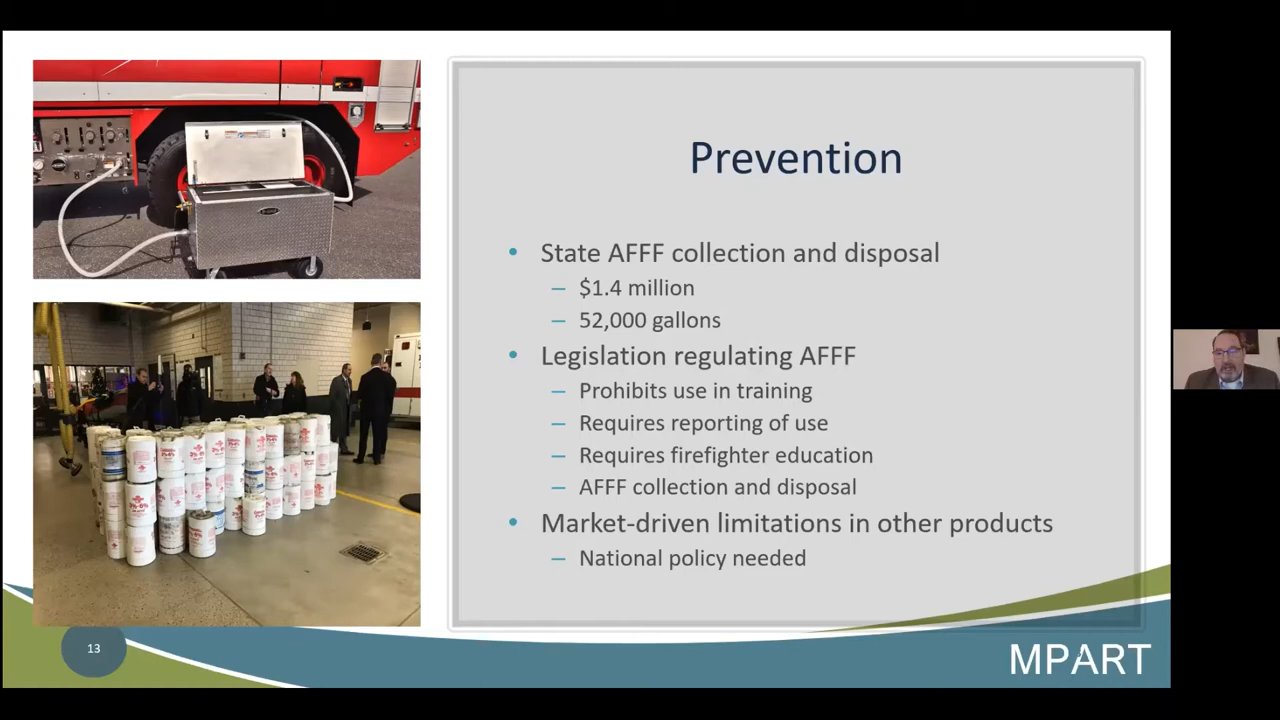 Prevention
• State AFFF collection and disposal
– $1.4 million
– 52,000 gallons
• Legislation regulating AFFF
– Prohibits use in training
– Requires reporting of use
– Requires firefighter education
– AFFF collection and disposal
• Market-driven limitations in other products
– National policy needed
13
MPART